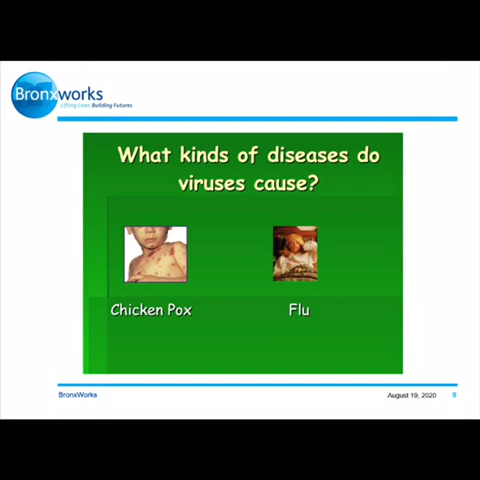 Bronxworks
Lifting Lives Building Futures
What kinds of diseases do
viruses cause?
Chicken Pox
Flu
BronxWorks
August 19, 2020
9